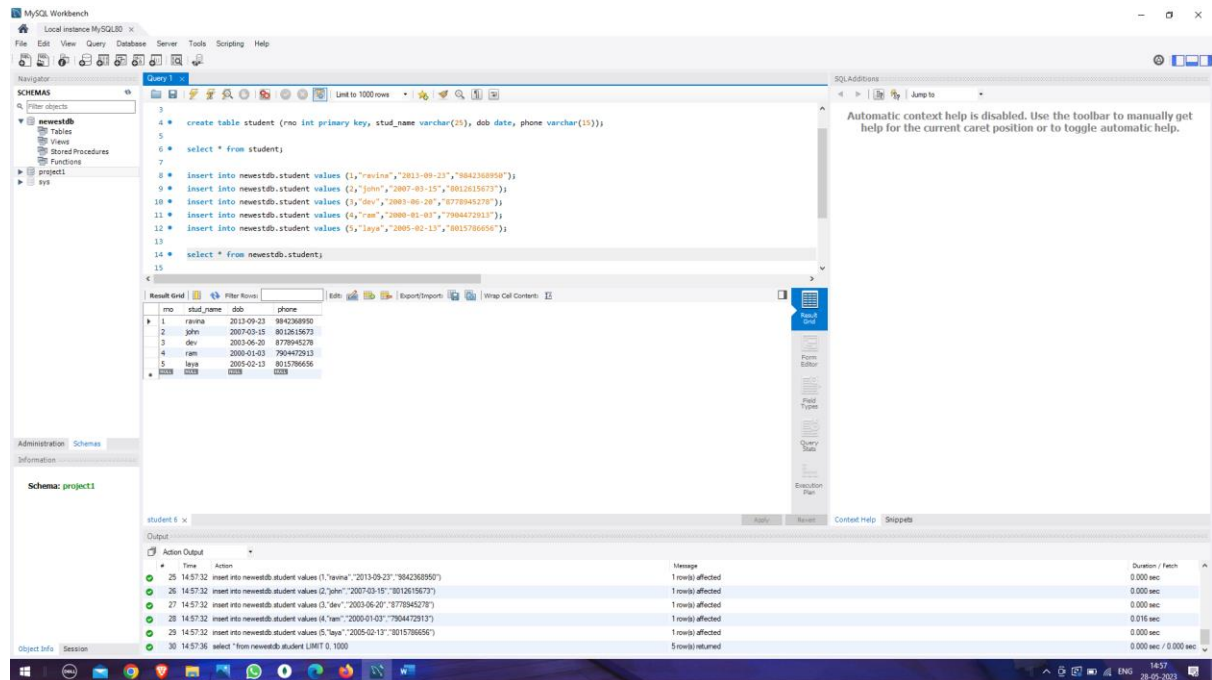 MySQL Workbench
Local instance MySQL80 ×
File Edit View Query Database Server Tools Scripting Help
Navigator
SCHEMAS
Filter objects
newestdb
Tables
Views
Stored Procedures
Functions
project1
sys
Administration Schemas
Information
Schema: project1
Object Info Session
Query 1 ×
Limit to 1000 rows
3
4 create table student (rno int primary key, stud_name varchar(25), dob date, phone varchar(15));
5
6 select * from student;
7
8 insert into newestdb.student values (1,"ravina","2013-09-23","9842368950");
9 insert into newestdb.student values (2,"john","2007-03-15","8012615673");
10 insert into newestdb.student values (3,"dev","2003-06-20","8778945278");
11 insert into newestdb.student values (4,"ram","2000-01-03","7904472913");
12 insert into newestdb.student values (5,"laya","2005-02-13","8015786656");
13
14 select * from newestdb.student;
15
Result Grid Filter Rows: Edit: Export/Import: Wrap Cell Content:
rno stud_name dob phone
1 ravina 2013-09-23 9842368950
2 john 2007-03-15 8012615673
3 dev 2003-06-20 8778945278
4 ram 2000-01-03 7904472913
5 laya 2005-02-13 8015786656
NULL NULL NULL NULL
Result Grid
Form Editor
Field Types
Query Stats
Execution Plan
student 6 ×
Apply Revert
SQLAdditions
Jump to
Automatic context help is disabled. Use the toolbar to manually get
help for the current caret position or to toggle automatic help.
Context Help Snippets
Output
Action Output
# Time Action Message Duration / Fetch
25 14:57:32 insert into newestdb.student values (1,"ravina","2013-09-23","9842368950") 1 row(s) affected 0.000 sec
26 14:57:32 insert into newestdb.student values (2,"john","2007-03-15","8012615673") 1 row(s) affected 0.000 sec
27 14:57:32 insert into newestdb.student values (3,"dev","2003-06-20","8778945278") 1 row(s) affected 0.000 sec
28 14:57:32 insert into newestdb.student values (4,"ram","2000-01-03","7904472913") 1 row(s) affected 0.016 sec
29 14:57:32 insert into newestdb.student values (5,"laya","2005-02-13","8015786656") 1 row(s) affected 0.000 sec
30 14:57:36 select * from newestdb.student LIMIT 0, 1000 5 row(s) returned 0.000 sec / 0.000 sec
ENG
14:57
28-05-2023